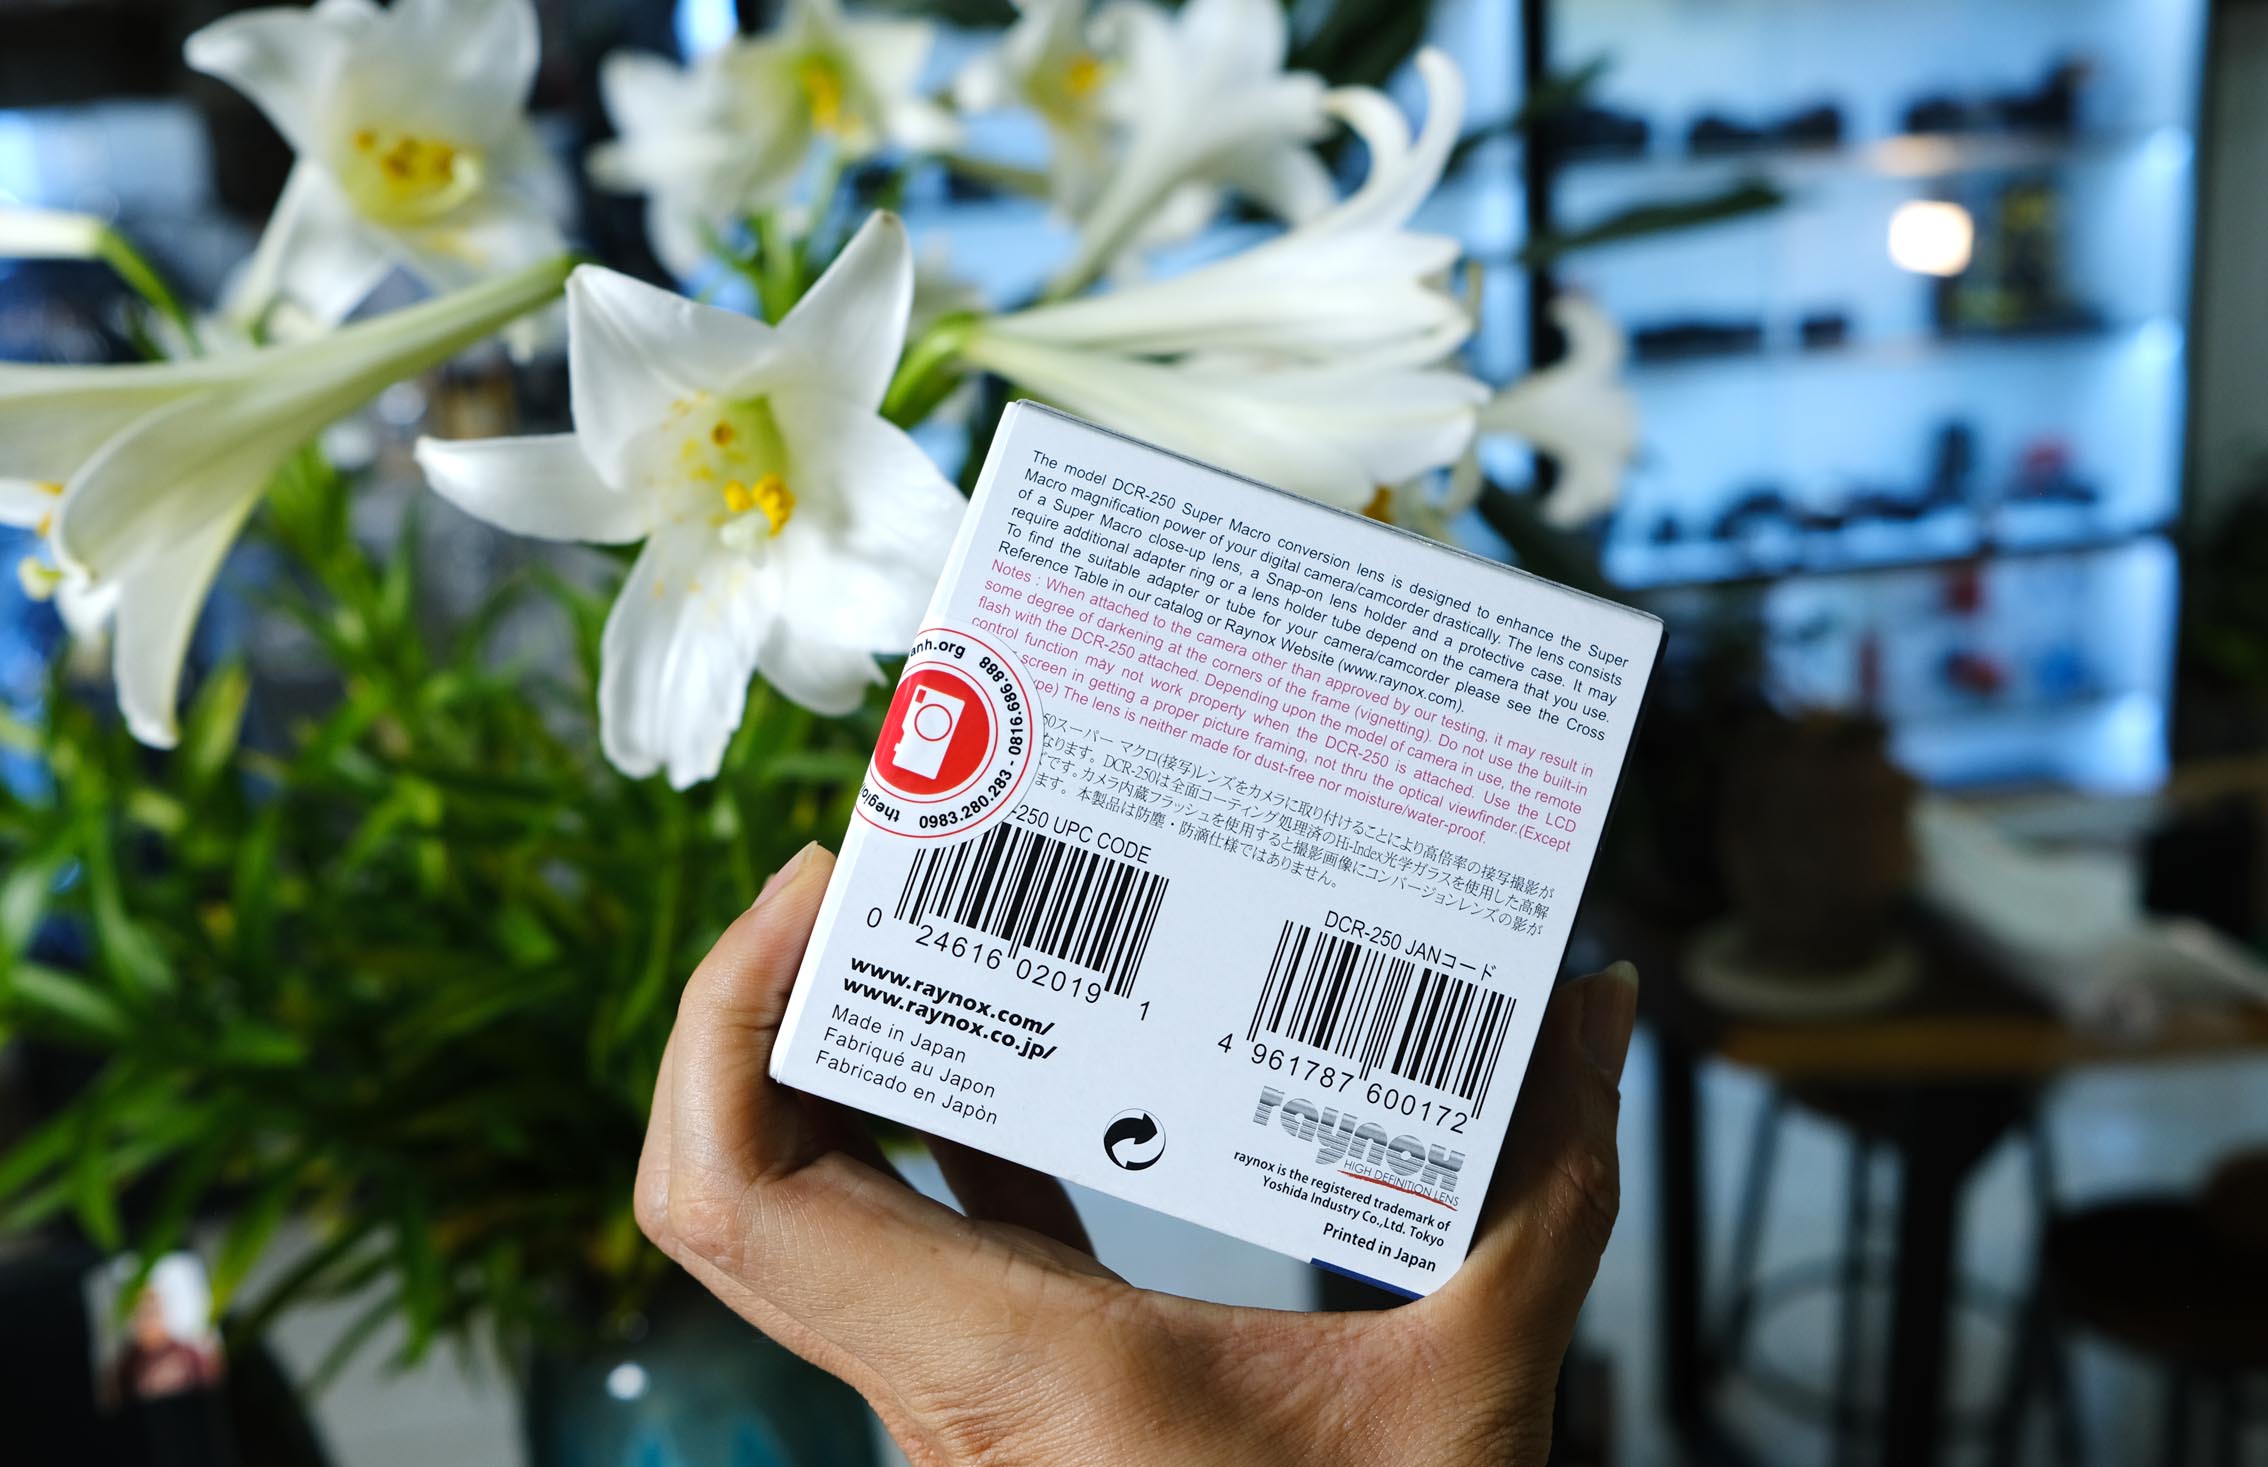 The model DCR-250 Super Macro conversion lens is designed to enhance the Super
Macro magnification power of your digital camera/camcorder drastically. The lens consists
of a Super Macro close-up lens, a Snap-on lens holder and a protective case. It may
require additional adapter ring or a lens holder tube depend on the camera that you use.
To find the suitable adapter or tube for your camera/camcorder please see the Cross
Reference Table in our catalog or Raynox Website (www.raynox.com).
Notes : When attached to the camera other than approved by our testing, it may result in
some degree of darkening at the corners of the frame (vignetting). Do not use the built-in
flash with the DCR-250 attached. Depending upon the model of camera in use, the remote
control function may not work property when the DCR-250 is attached. Use the LCD
screen in getting a proper picture framing, not thru the optical viewfinder.(Except
ype) The lens is neither made for dust-free nor moisture/water-proof.
50スーパー マクロ(接写)レンズをカメラに取り付けることにより高倍率の接写撮影が
なります。DCR-250は全面コーティング処理済のHi-Index光学ガラスを使用した高解
です。カメラ内蔵フラッシュを使用すると撮影画像にコンバージョンレンズの影が
ます。本製品は防塵・防滴仕様ではありません。
anh.org 0816.686.888 - 0983.280.283
thegioi
-250 UPC CODE
0 24616 02019 1
DCR-250 JANコード
4 961787 600172
www.raynox.com/
www.raynox.co.jp/
Made in Japan
Fabriqué au Japon
Fabricado en Japòn
raynox
HIGH DEFINITION LENS
raynox is the registered trademark of
Yoshida Industry Co.,Ltd. Tokyo
Printed in Japan